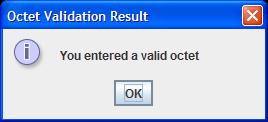 Octet Validation Result
You entered a valid octet
OK